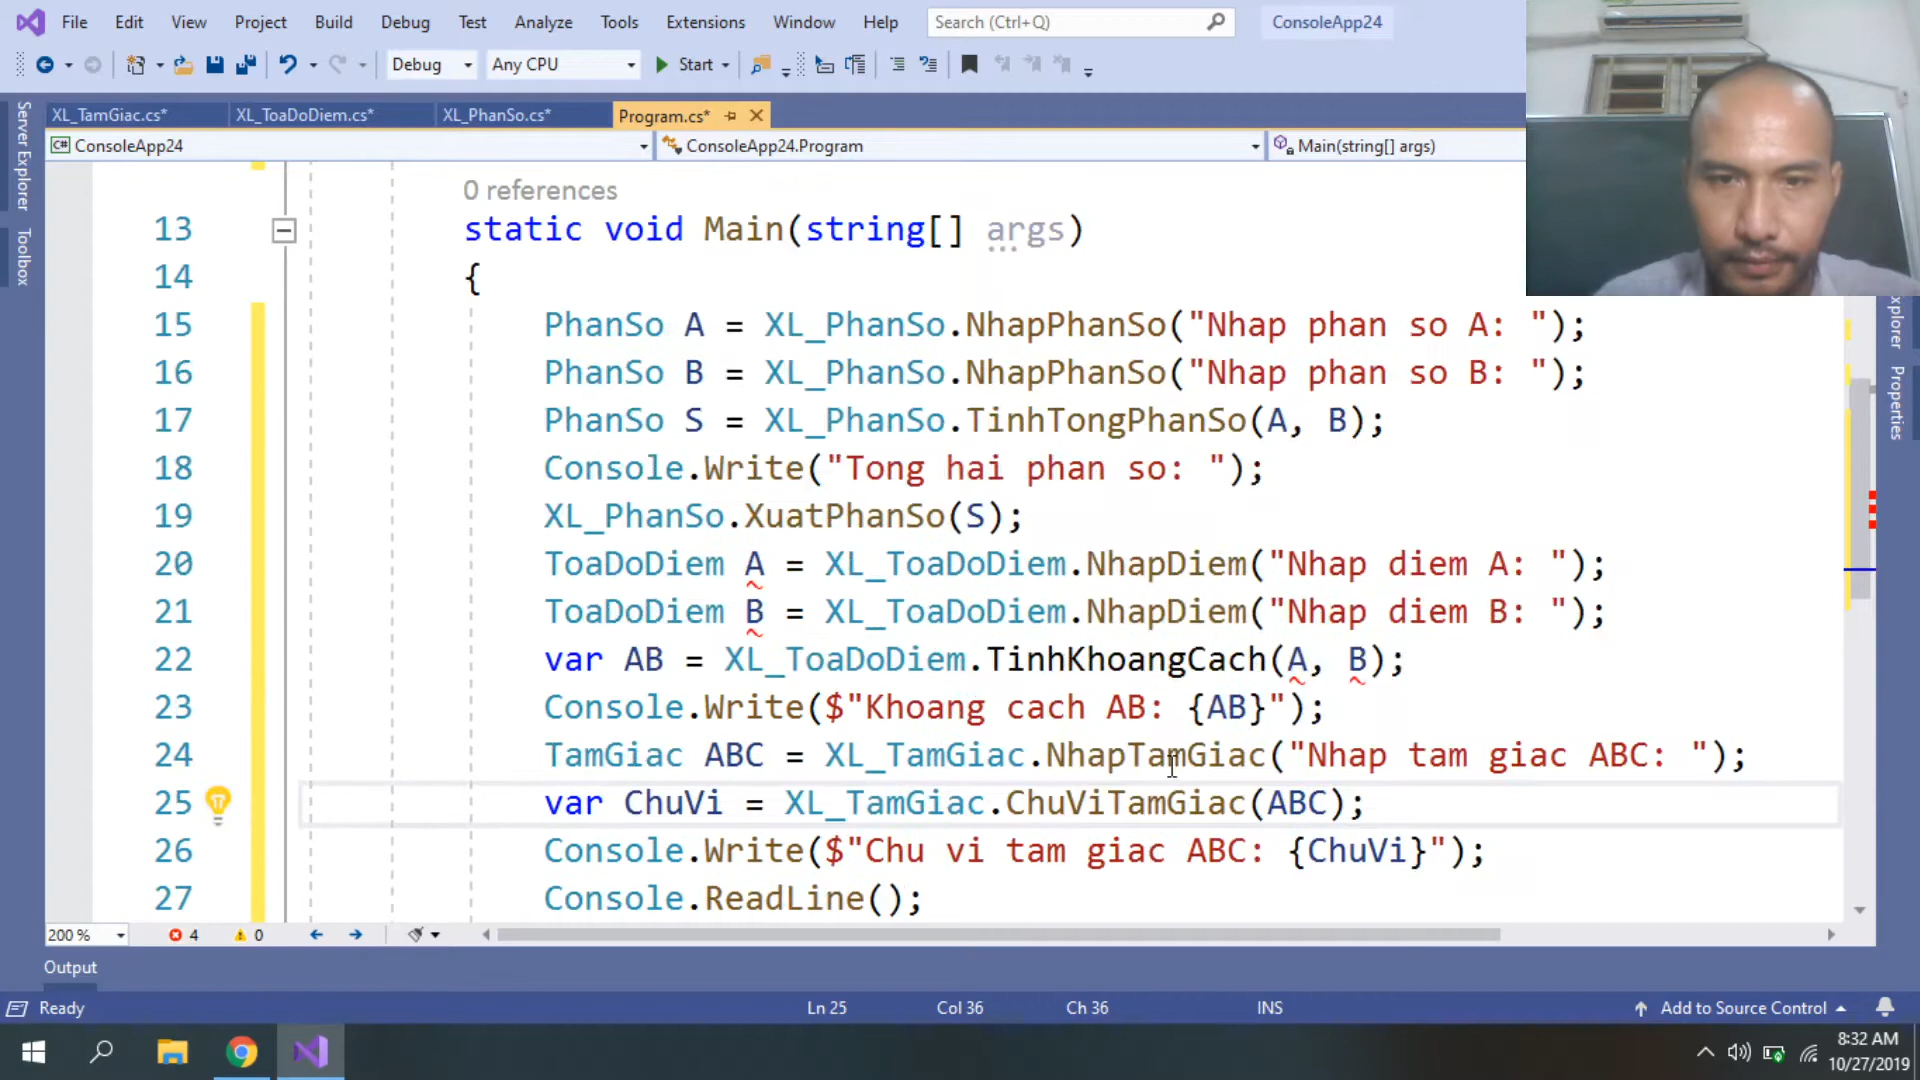 File Edit View Project Build Debug Test Analyze Tools Extensions Window Help Search (Ctrl+Q) ConsoleApp24
Debug Any CPU Start
XL_TamGiac.cs* XL_ToaDoDiem.cs* XL_PhanSo.cs* Program.cs*
C# ConsoleApp24 ConsoleApp24.Program Main(string[] args)
Server Explorer
Toolbox
Properties
0 references
13 static void Main(string[] args)
14 {
15 PhanSo A = XL_PhanSo.NhapPhanSo("Nhap phan so A: ");
16 PhanSo B = XL_PhanSo.NhapPhanSo("Nhap phan so B: ");
17 PhanSo S = XL_PhanSo.TinhTongPhanSo(A, B);
18 Console.Write("Tong hai phan so: ");
19 XL_PhanSo.XuatPhanSo(S);
20 ToaDoDiem A = XL_ToaDoDiem.NhapDiem("Nhap diem A: ");
21 ToaDoDiem B = XL_ToaDoDiem.NhapDiem("Nhap diem B: ");
22 var AB = XL_ToaDoDiem.TinhKhoangCach(A, B);
23 Console.Write($"Khoang cach AB: {AB}");
24 TamGiac ABC = XL_TamGiac.NhapTamGiac("Nhap tam giac ABC: ");
25 var ChuVi = XL_TamGiac.ChuViTamGiac(ABC);
26 Console.Write($"Chu vi tam giac ABC: {ChuVi}");
27 Console.ReadLine();
200 % 4 0
Output
Ready Ln 25 Col 36 Ch 36 INS Add to Source Control
8:32 AM
10/27/2019